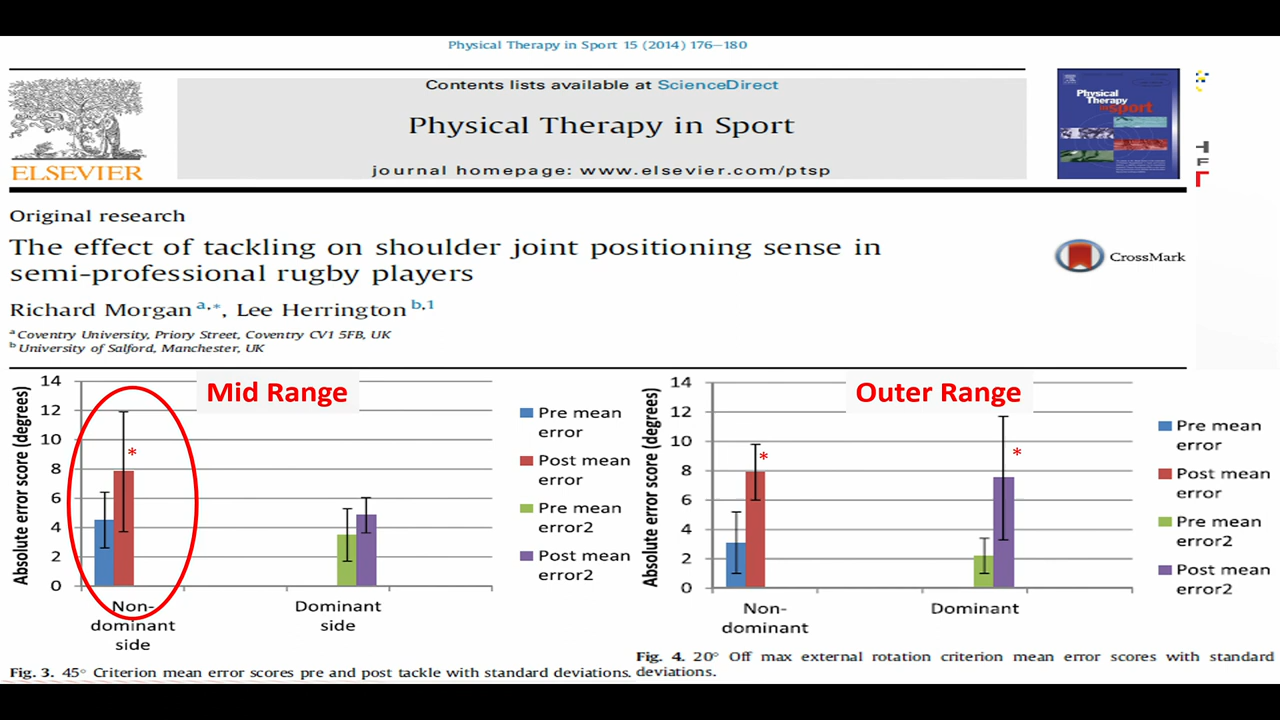 Physical Therapy in Sport 15 (2014) 176–180
Contents lists available at ScienceDirect
Physical Therapy in Sport
journal homepage: www.elsevier.com/ptsp
ELSEVIER
Physical
Therapy
in sport
Original research
The effect of tackling on shoulder joint positioning sense in
semi-professional rugby players
CrossMark
Richard Morgan a,*, Lee Herrington b,1
a Coventry University, Priory Street, Coventry CV1 5FB, UK
b University of Salford, Manchester, UK
Mid Range
Absolute error score (degrees)
14
12
10
8
6
4
2
0
*
Non-
dominant
side
Dominant
side
Pre mean
error
Post mean
error
Pre mean
error2
Post mean
error2
Fig. 3. 45° Criterion mean error scores pre and post tackle with standard deviations.
Outer Range
Absolute error score (degrees)
14
12
10
8
6
4
2
0
*
*
Non-
dominant
Dominant
Pre mean
error
Post mean
error
Pre mean
error2
Post mean
error2
Fig. 4. 20° Off max external rotation criterion mean error scores with standard
deviations.